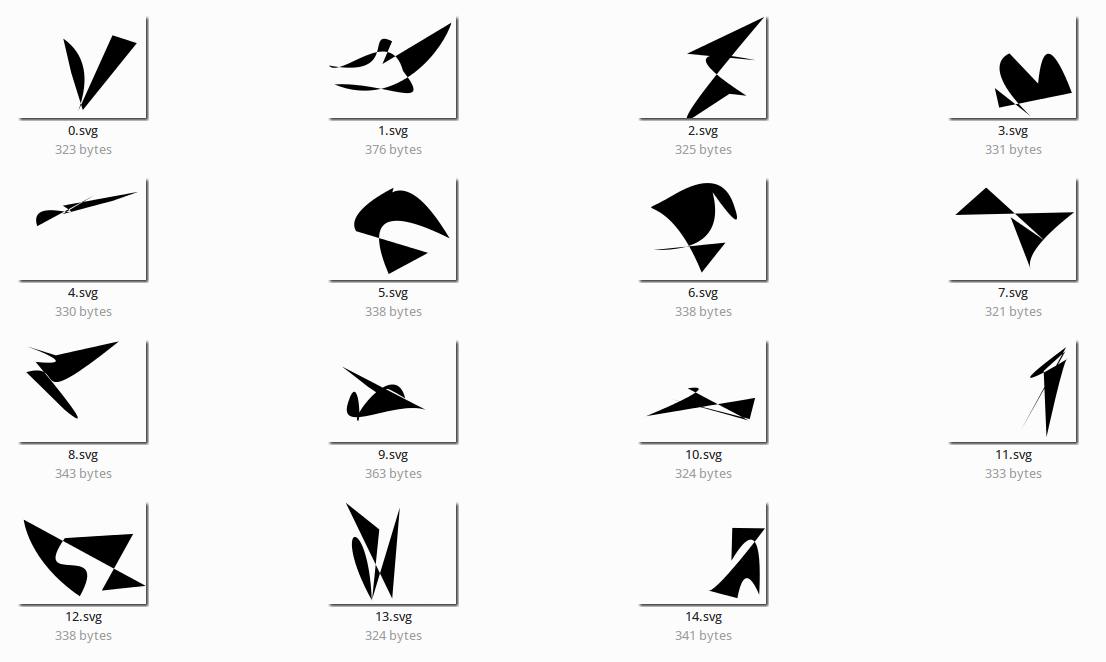 0.svg
323 bytes
1.svg
376 bytes
2.svg
325 bytes
3.svg
331 bytes
4.svg
330 bytes
5.svg
338 bytes
6.svg
338 bytes
7.svg
321 bytes
8.svg
343 bytes
9.svg
363 bytes
10.svg
324 bytes
11.svg
333 bytes
12.svg
338 bytes
13.svg
324 bytes
14.svg
341 bytes